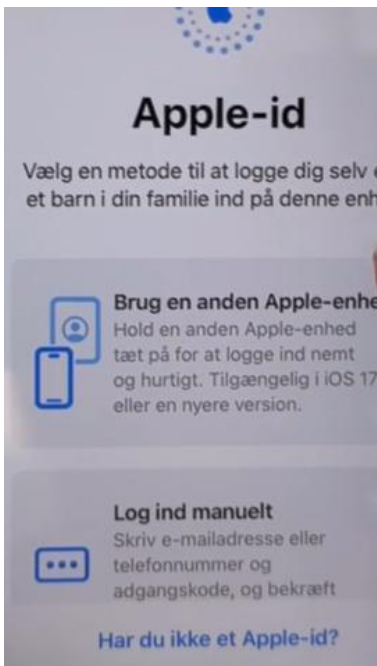 Apple-id
Vælg en metode til at logge dig selv
et barn i din familie ind på denne enh
Brug en anden Apple-enhe
Hold en anden Apple-enhed
tæt på for at logge ind nemt
og hurtigt. Tilgængelig i iOS 17
eller en nyere version.
Log ind manuelt
Skriv e-mailadresse eller
telefonnummer og
adgangskode, og bekræft
Har du ikke et Apple-id?